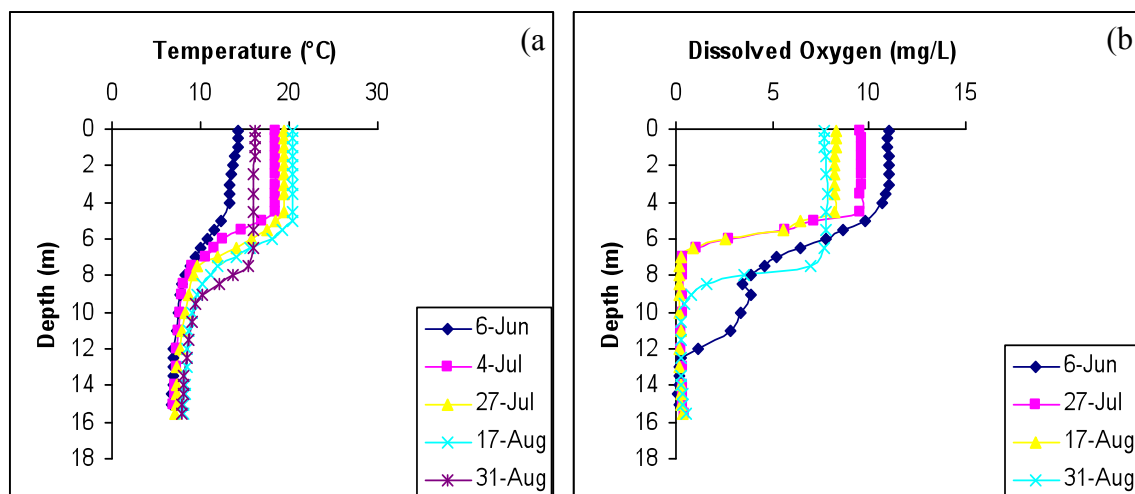 Temperature (°C)
(a
0 10 20 30
0
2
4
6
8
10
12
14
16
18
Depth (m)
6-Jun
4-Jul
27-Jul
17-Aug
31-Aug
Dissolved Oxygen (mg/L)
(b
0 5 10 15
0
2
4
6
8
10
12
14
16
18
Depth (m)
6-Jun
27-Jul
17-Aug
31-Aug